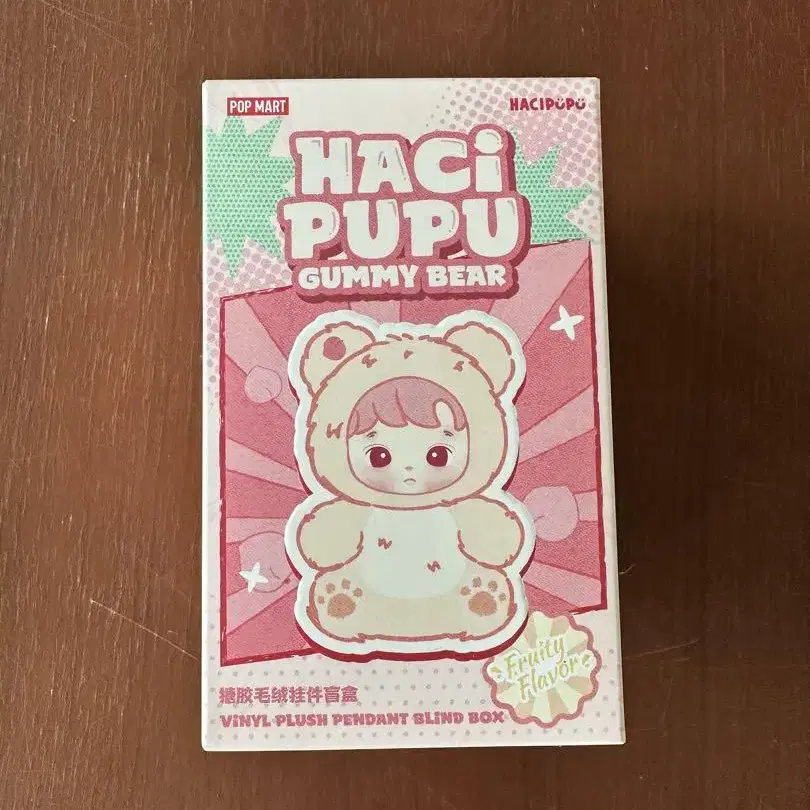 POP MART
HACIPUPU
HACi
PUPU
GUMMY BEAR
Fruity
Flavor
搪胶毛绒挂件盲盒
ViNYL PLUSH PENDANT BLiND BOX